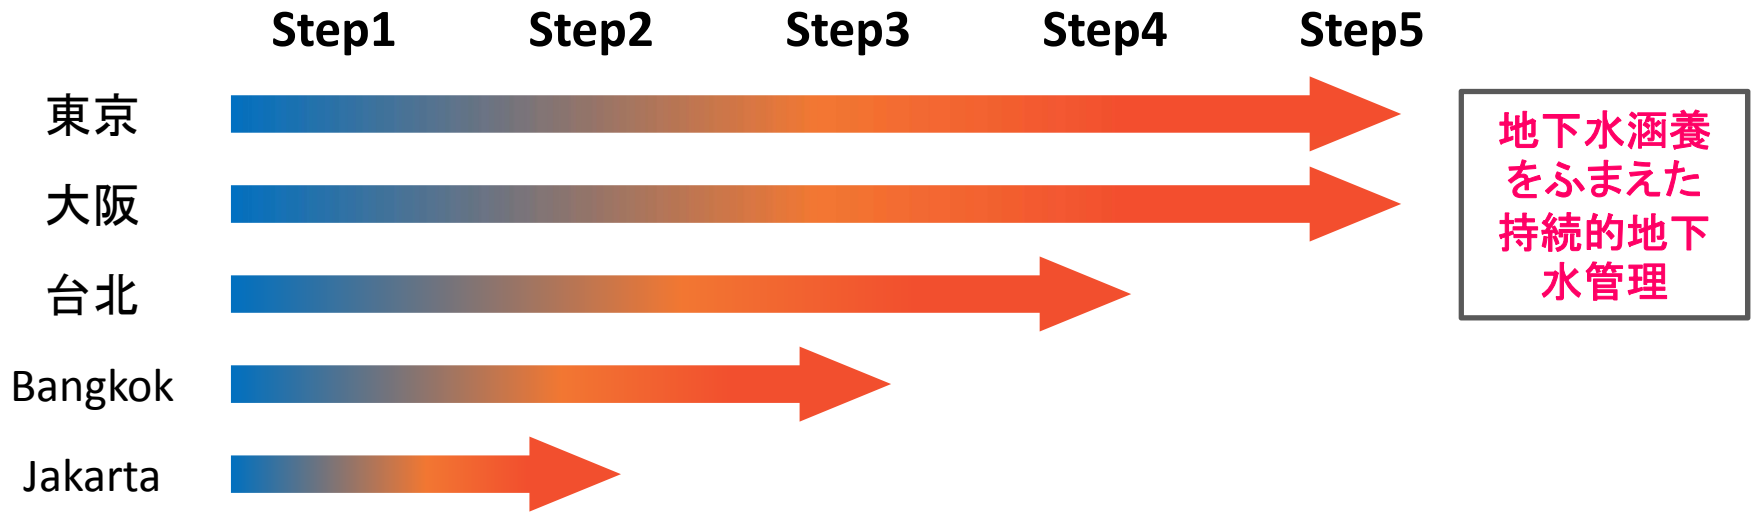 Step1 Step2 Step3 Step4 Step5
東京
大阪
台北
Bangkok
Jakarta
地下水涵養
をふまえた
持続的地下
水管理